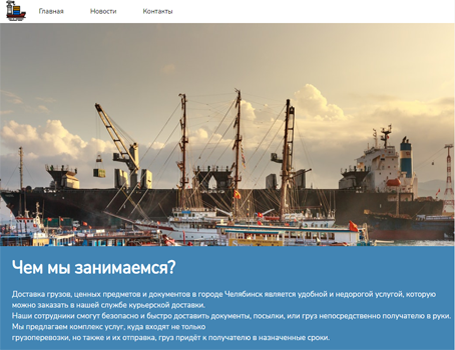 Главная Новости Контакты
Чем мы занимаемся?
Доставка грузов, ценных предметов и документов в городе Челябинск является удобной и недорогой услугой, которую
можно заказать в нашей службе курьерской доставки.
Наши сотрудники смогут безопасно и быстро доставить документы, посылки, или груз непосредственно получателю в руки.
Мы предлагаем комплекс услуг, куда входят не только
грузоперевозки, но также и их отправка, груз придёт к получателю в назначенные сроки.